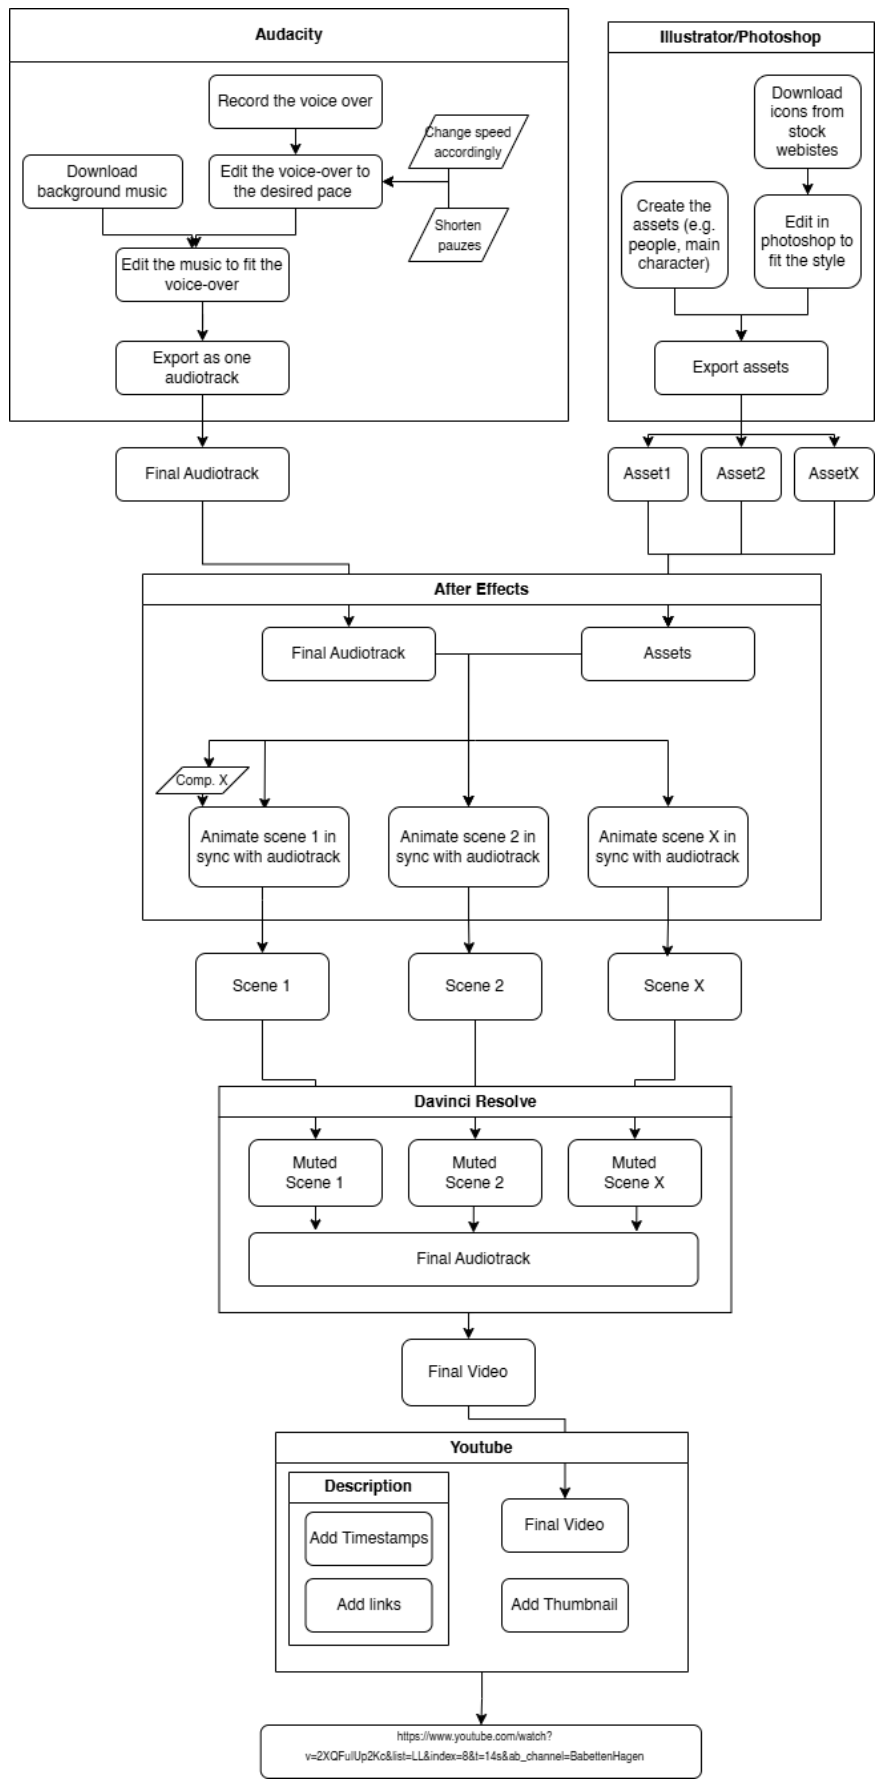 Audacity
Record the voice over
Change speed
accordingly
Download
background music
Edit the voice-over to
the desired pace
Shorten
pauzes
Edit the music to fit the
voice-over
Export as one
audiotrack
Final Audiotrack
Illustrator/Photoshop
Download
icons from
stock
webistes
Create the
assets (e.g.
people, main
character)
Edit in
photoshop to
fit the style
Export assets
Asset1
Asset2
AssetX
After Effects
Final Audiotrack
Assets
Comp. X
Animate scene 1 in
sync with audiotrack
Animate scene 2 in
sync with audiotrack
Animate scene X in
sync with audiotrack
Scene 1
Scene 2
Scene X
Davinci Resolve
Muted
Scene 1
Muted
Scene 2
Muted
Scene X
Final Audiotrack
Final Video
Youtube
Description
Add Timestamps
Add links
Final Video
Add Thumbnail
https://www.youtube.com/watch?
v=2XQFuIUp2Kc&list=LL&index=8&t=14s&ab_channel=BabettenHagen